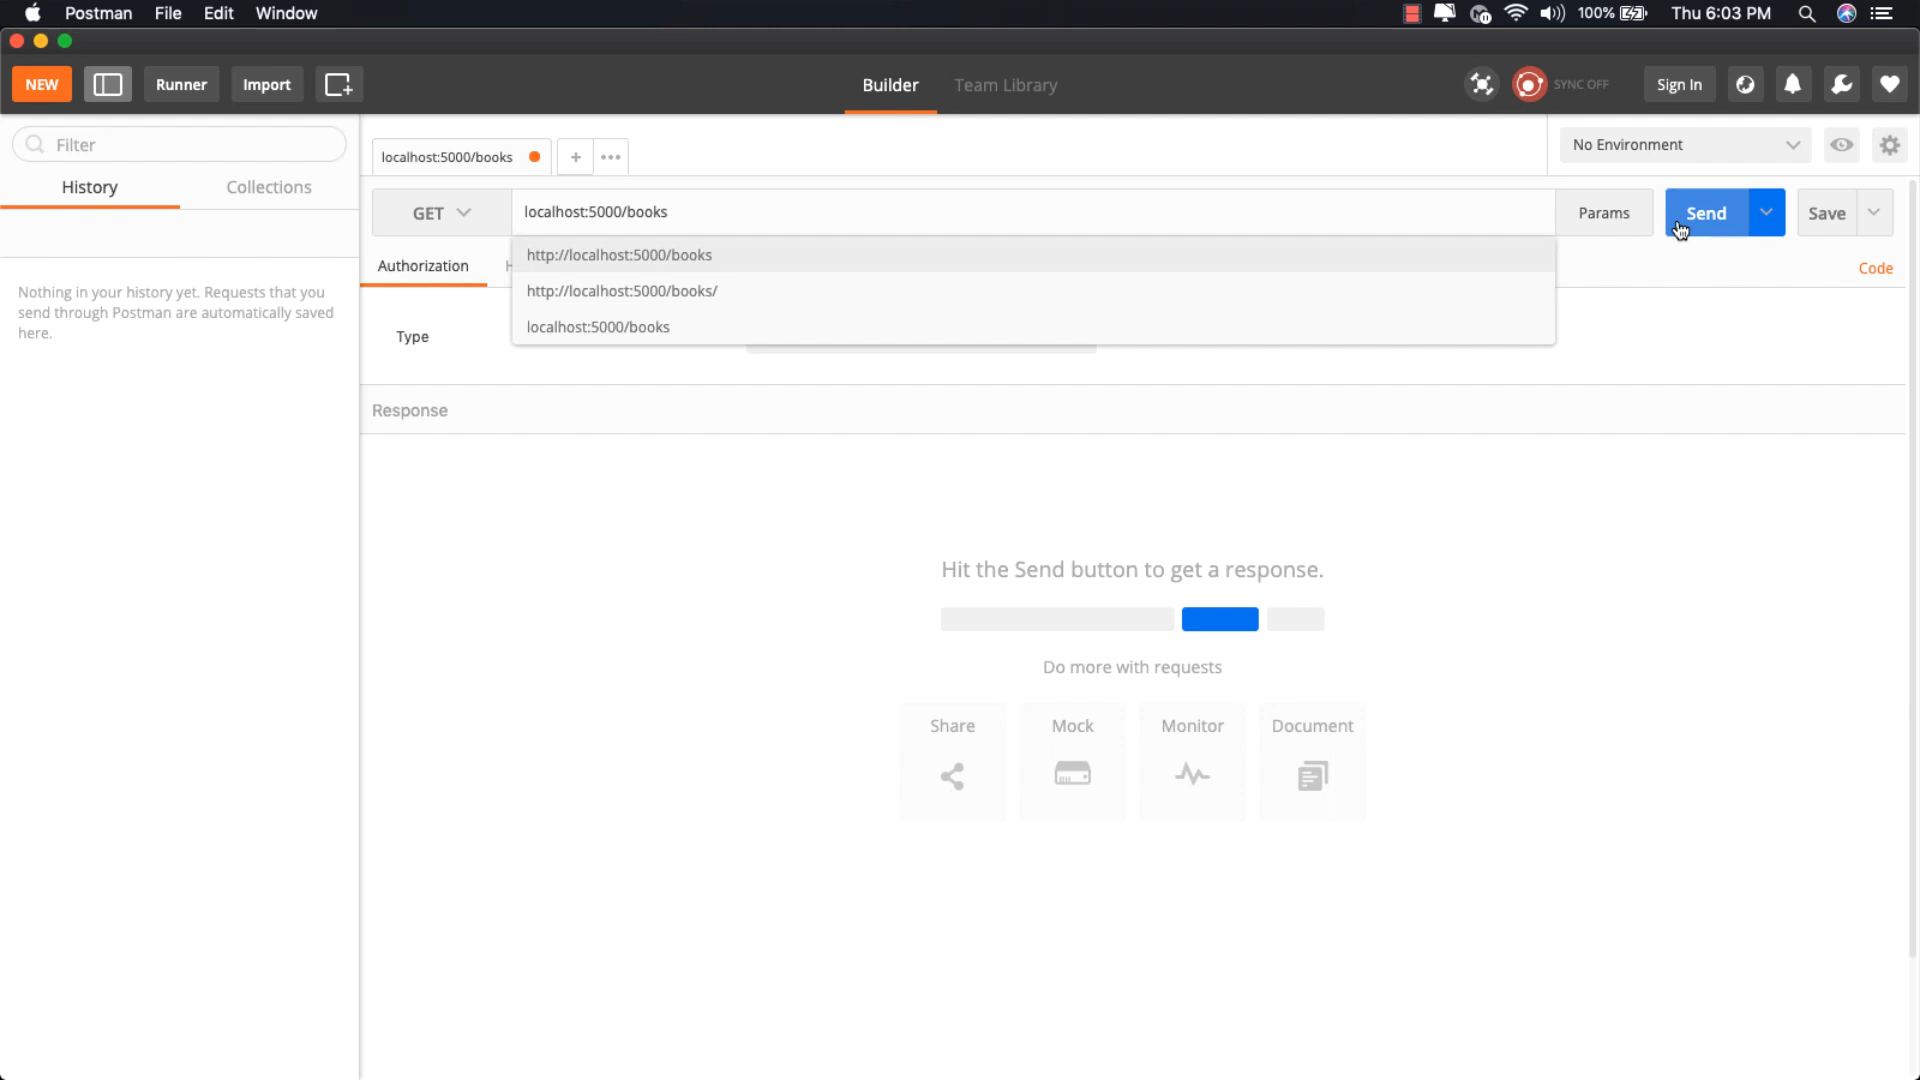 Postman File Edit Window 100% Thu 6:03 PM
NEW Runner Import Builder Team Library SYNC OFF Sign In
Filter
History Collections
Nothing in your history yet. Requests that you
send through Postman are automatically saved
here.
localhost:5000/books + No Environment
GET localhost:5000/books Params Send Save
http://localhost:5000/books
Authorization H Code
http://localhost:5000/books/
localhost:5000/books
Type
Response
Hit the Send button to get a response.
Do more with requests
Share Mock Monitor Document